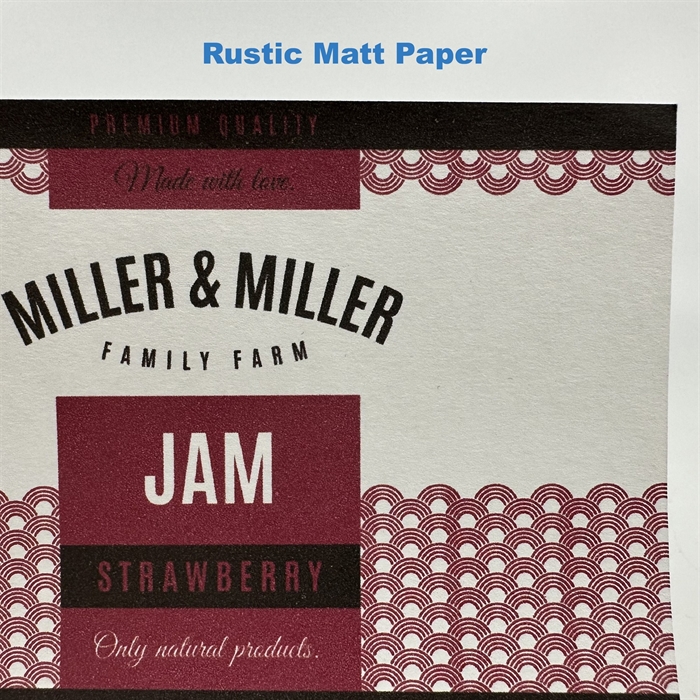 Rustic Matt Paper
PREMIUM QUALITY
Made with love.
MILLER & MILLER
FAMILY FARM
JAM
STRAWBERRY
Only natural products.